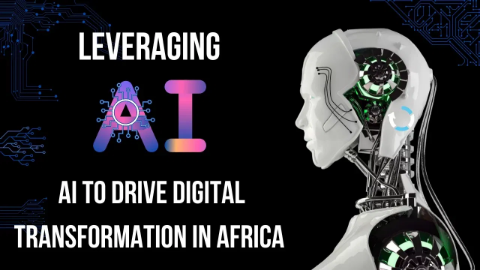 LEVERAGING
AI
AI TO DRIVE DIGITAL
TRANSFORMATION IN AFRICA